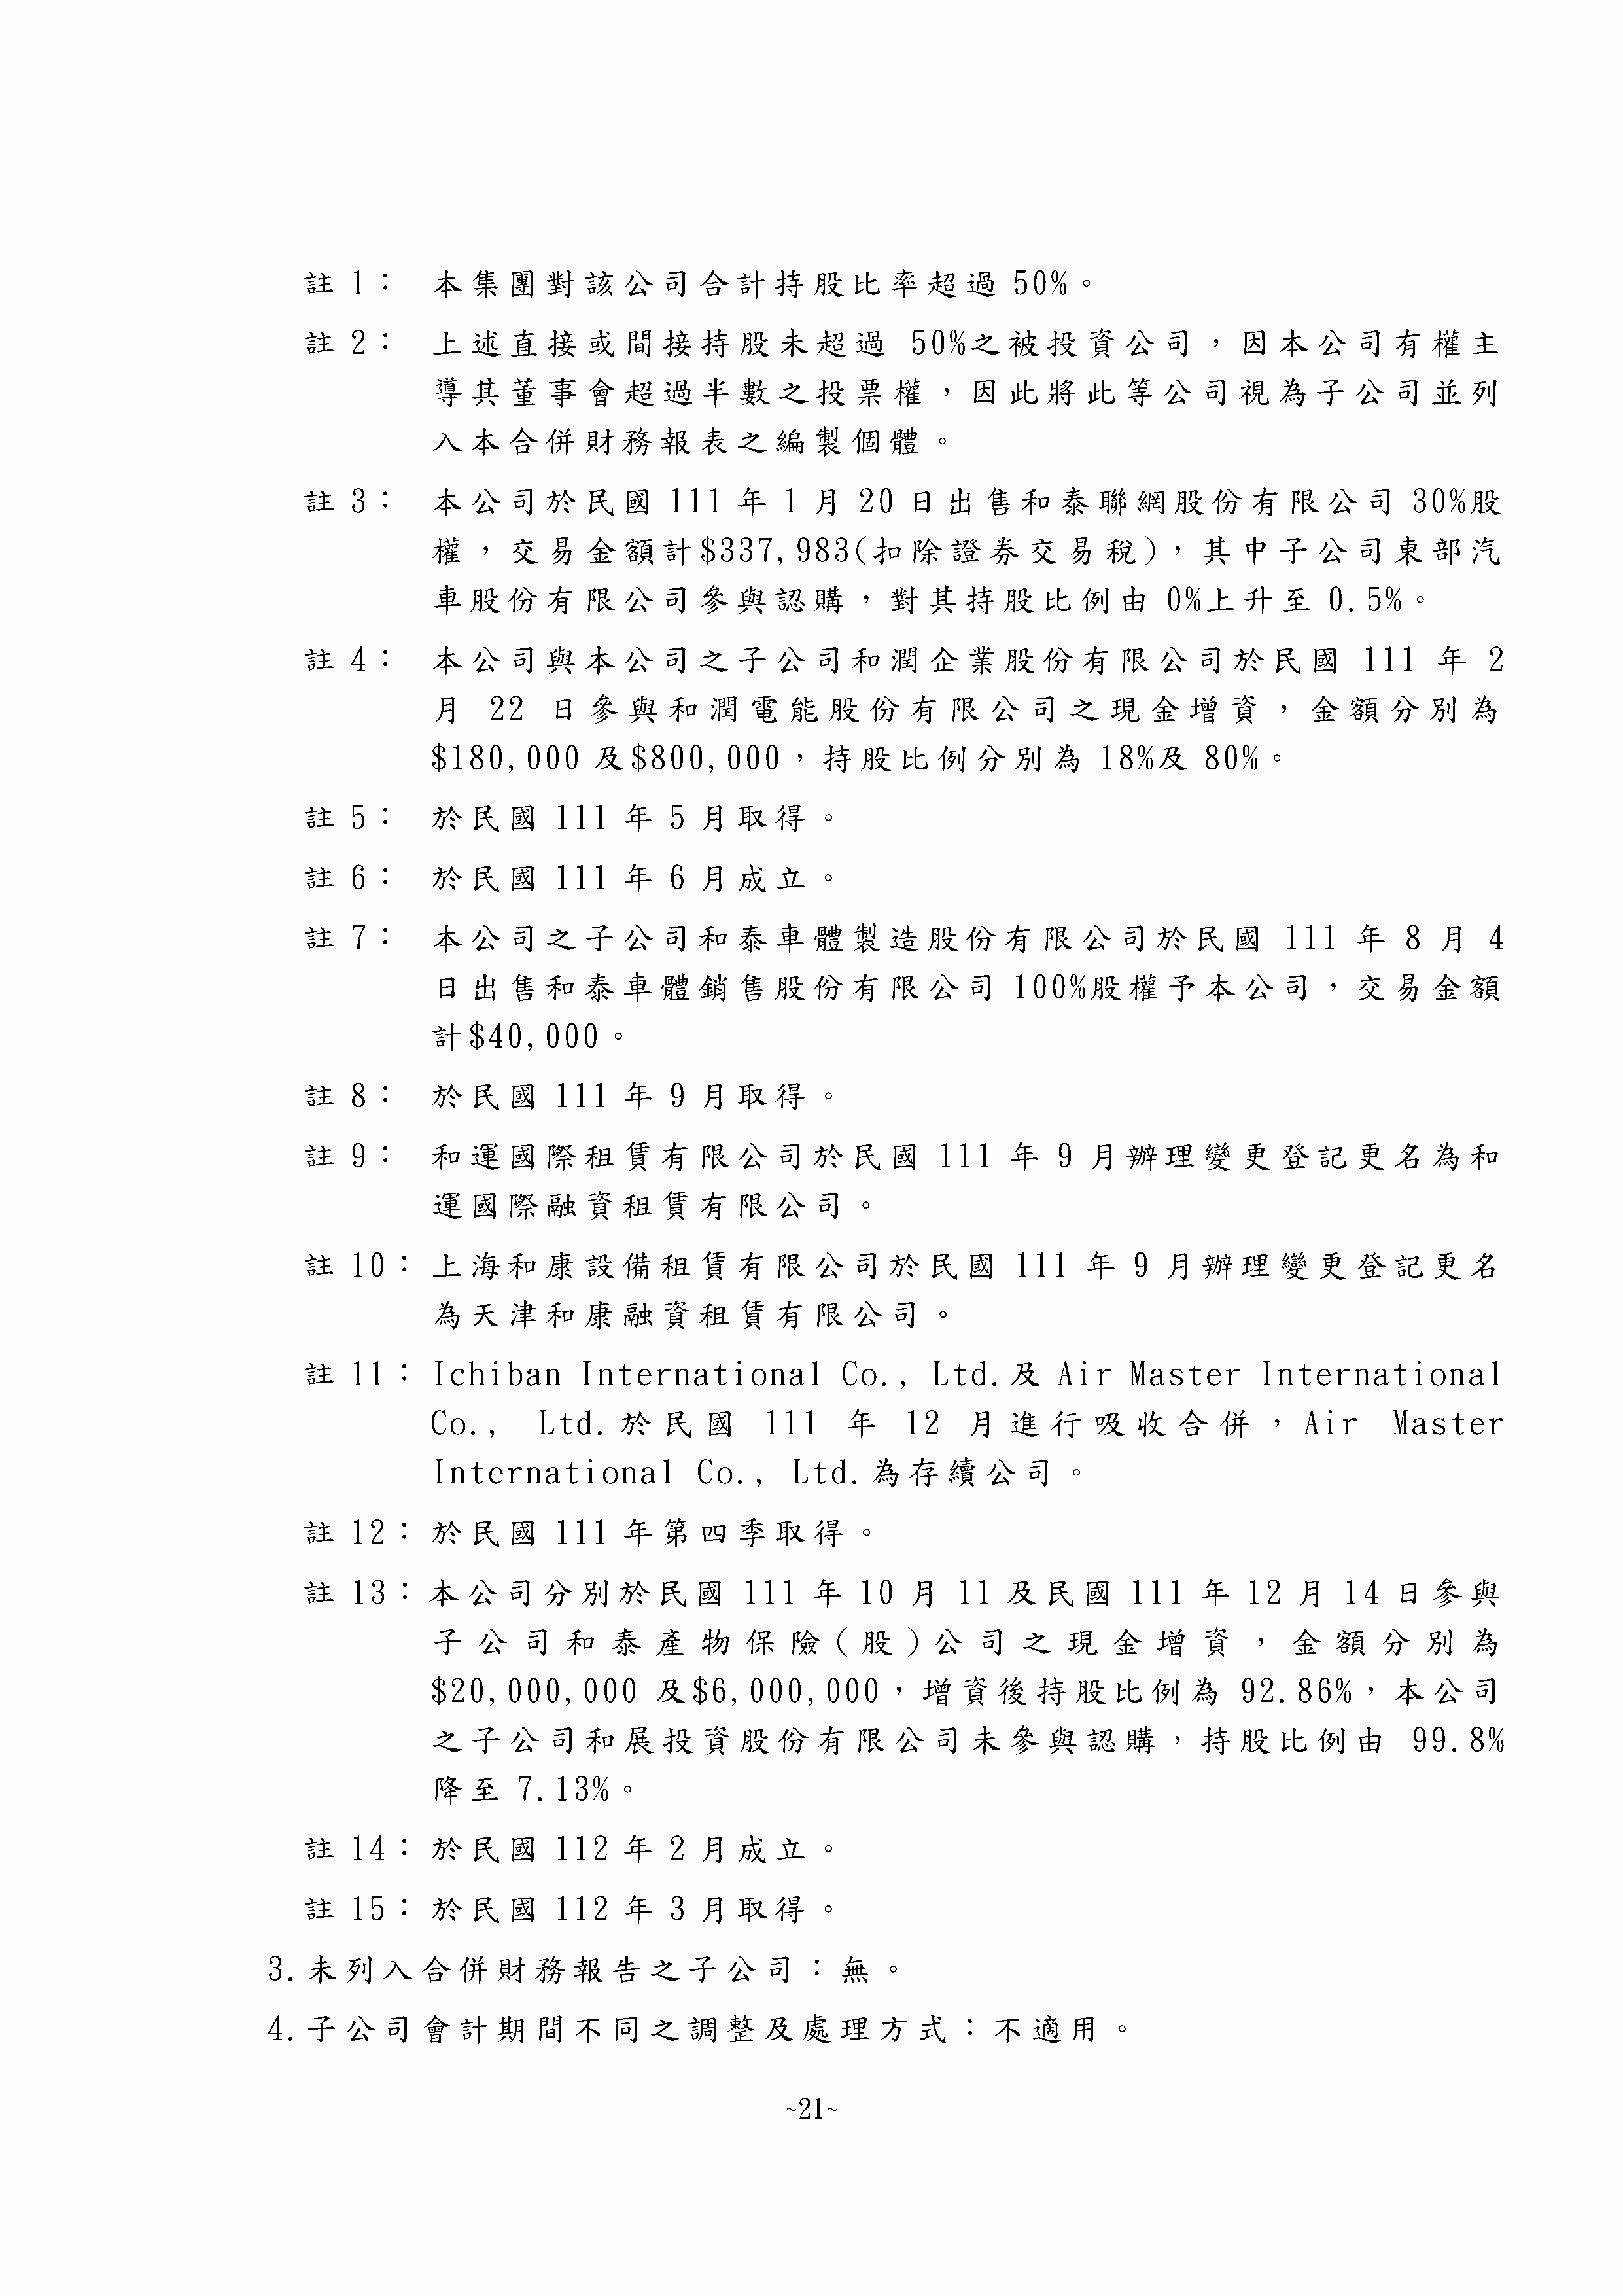 註 1： 本集團對該公司合計持股比率超過 50%。
註 2： 上述直接或間接持股未超過 50%之被投資公司，因本公司有權主
導其董事會超過半數之投票權，因此將此等公司視為子公司並列
入本合併財務報表之編製個體。
註 3： 本公司於民國 111 年 1 月 20 日出售和泰聯網股份有限公司 30%股
權，交易金額計$337,983(扣除證券交易稅)，其中子公司東部汽
車股份有限公司參與認購，對其持股比例由 0%上升至 0.5%。
註 4： 本公司與本公司之子公司和潤企業股份有限公司於民國 111 年 2
月 22 日參與和潤電能股份有限公司之現金增資，金額分別為
$180,000 及$800,000，持股比例分別為 18%及 80%。
註 5： 於民國 111 年 5 月取得。
註 6： 於民國 111 年 6 月成立。
註 7： 本公司之子公司和泰車體製造股份有限公司於民國 111 年 8 月 4
日出售和泰車體銷售股份有限公司 100%股權予本公司，交易金額
計$40,000。
註 8： 於民國 111 年 9 月取得。
註 9： 和運國際租賃有限公司於民國 111 年 9 月辦理變更登記更名為和
運國際融資租賃有限公司。
註 10： 上海和康設備租賃有限公司於民國 111 年 9 月辦理變更登記更名
為天津和康融資租賃有限公司。
註 11： Ichiban International Co., Ltd.及 Air Master International
Co., Ltd.於民國 111 年 12 月進行吸收合併，Air Master
International Co., Ltd.為存續公司。
註 12： 於民國 111 年第四季取得。
註 13：本公司分別於民國 111 年 10 月 11 及民國 111 年 12 月 14 日參與
子公司和泰產物保險(股)公司之現金增資，金額分別為
$20,000,000 及$6,000,000，增資後持股比例為 92.86%，本公司
之子公司和展投資股份有限公司未參與認購，持股比例由 99.8%
降至 7.13%。
註 14： 於民國 112 年 2 月成立。
註 15： 於民國 112 年 3 月取得。
3.未列入合併財務報告之子公司：無。
4.子公司會計期間不同之調整及處理方式：不適用。
~21~